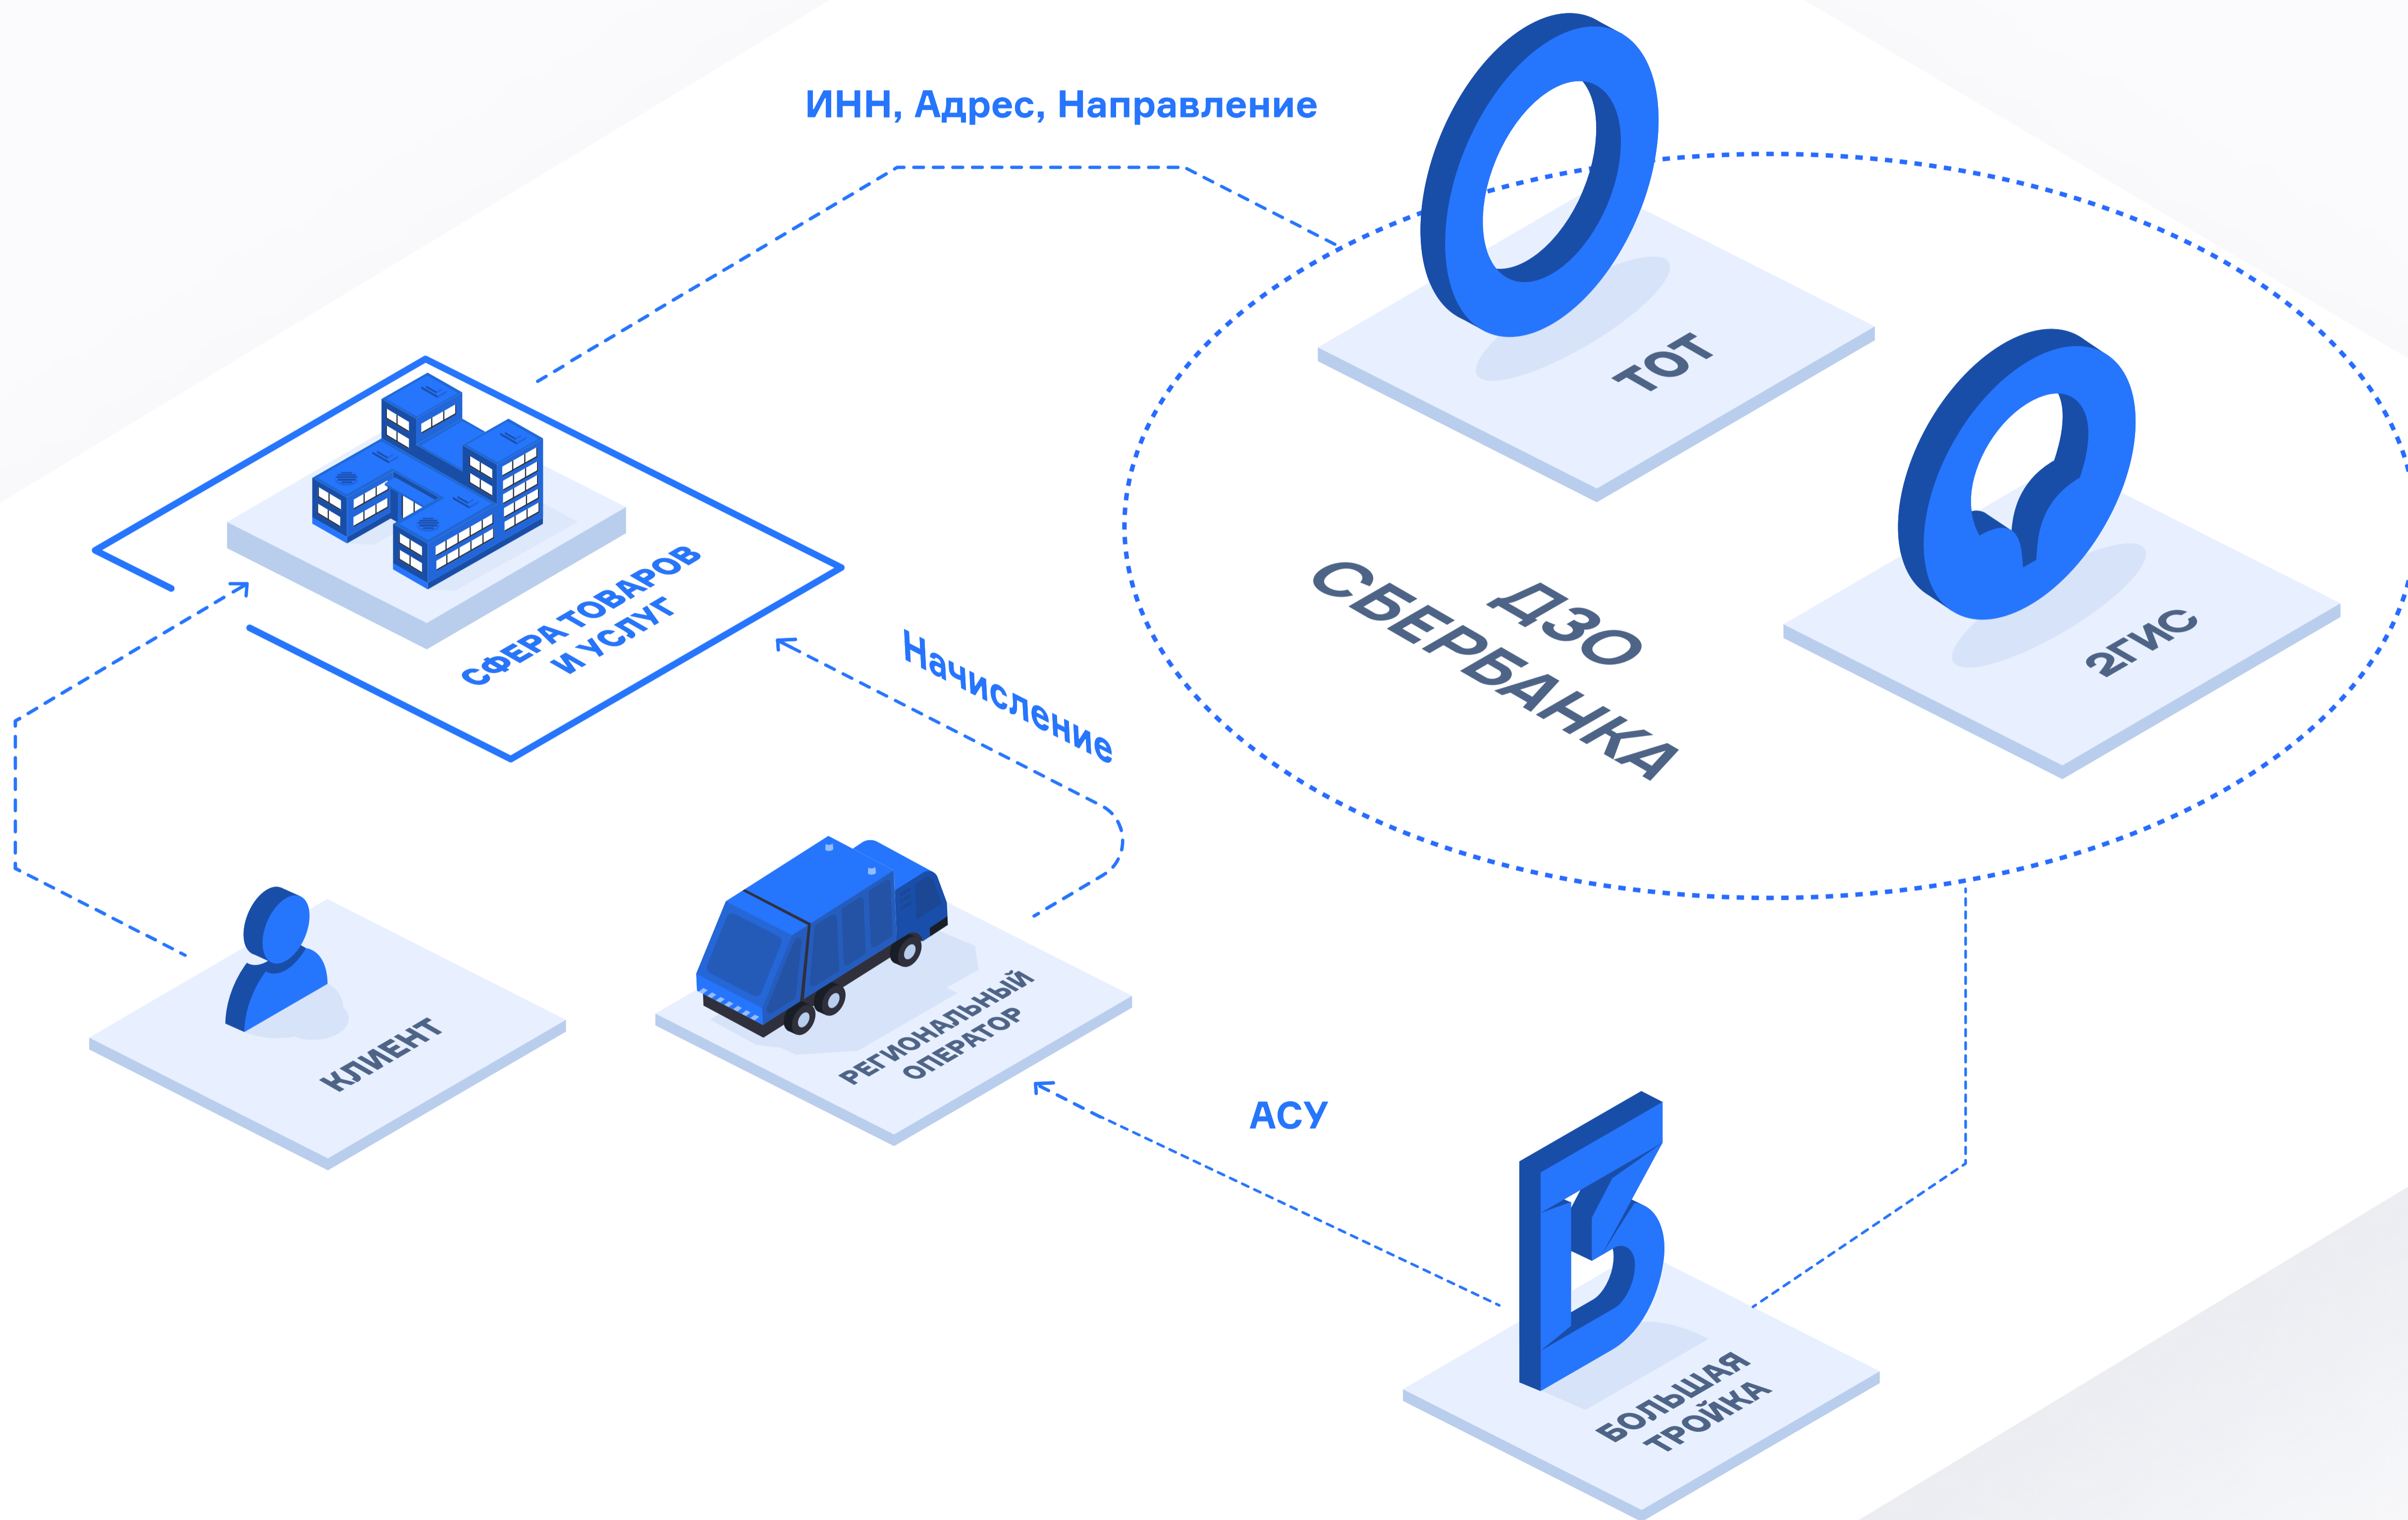 ИНН, Адрес, Направление
ТОТ
2ГИС
ДЗО
СБЕРБАНКА
СФЕРА ТОВАРОВ
И УСЛУГ
Начисление
КЛИЕНТ
РЕГИОНАЛЬНЫЙ
ОПЕРАТОР
АСУ
БОЛЬШАЯ
ТРОЙКА